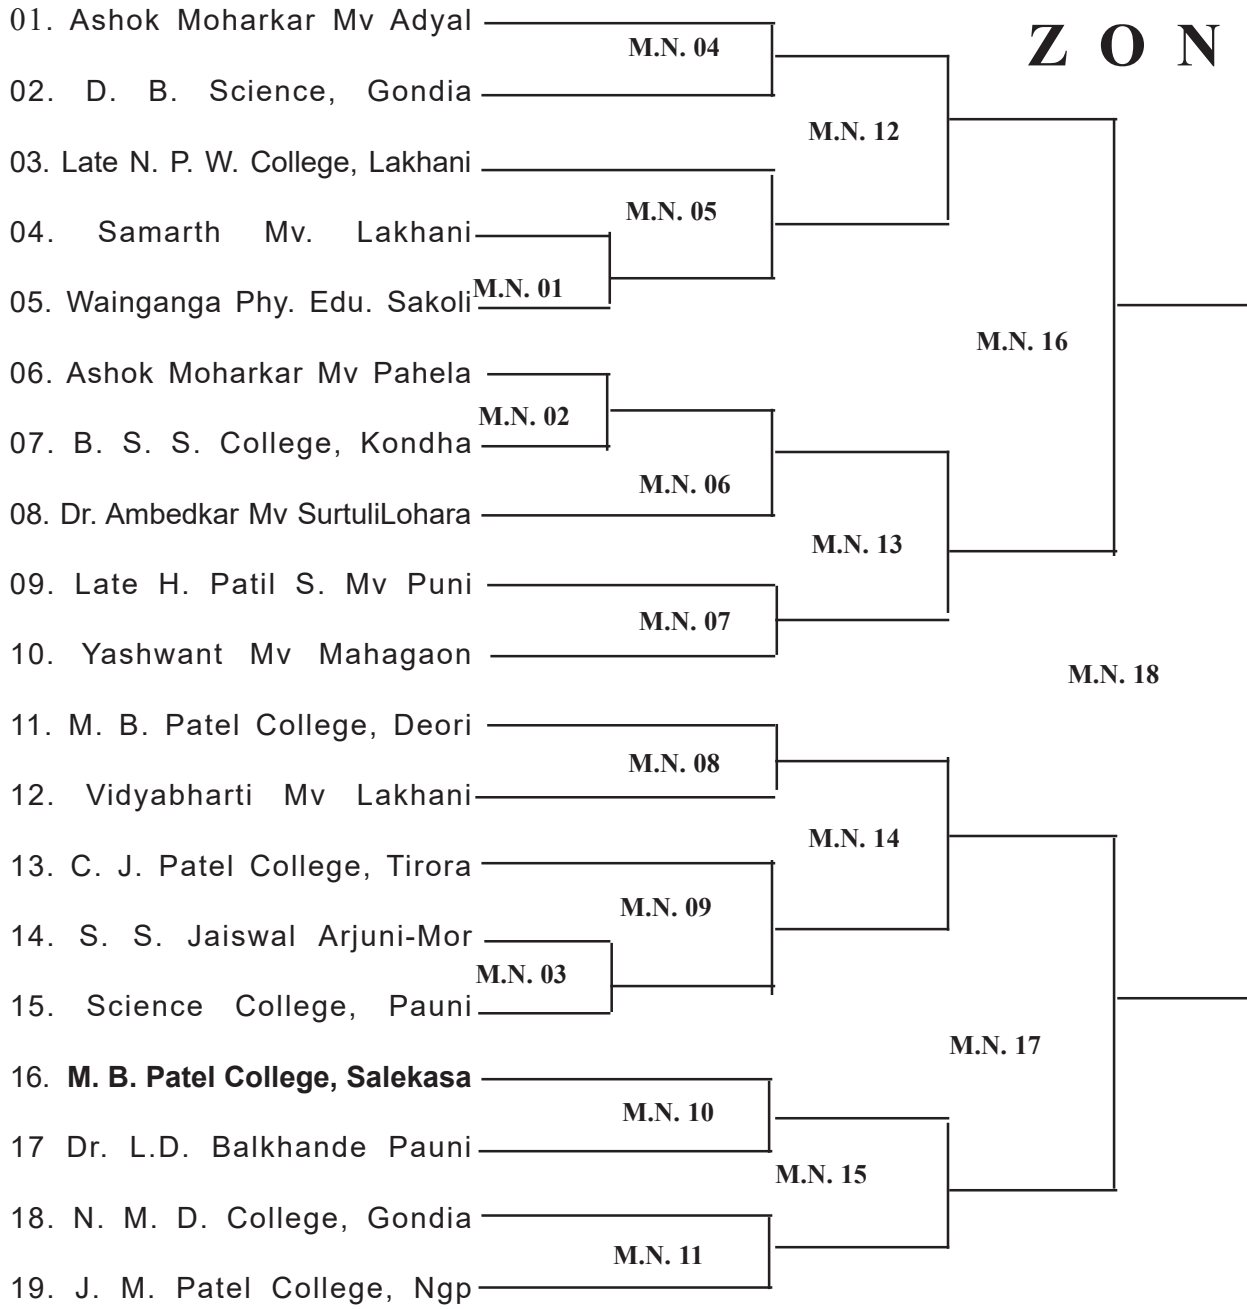 01. Ashok Moharkar Mv Adyal
Z O N
M.N. 04
02. D. B. Science, Gondia
M.N. 12
03. Late N. P. W. College, Lakhani
M.N. 05
04. Samarth Mv. Lakhani
M.N. 01
05. Wainganga Phy. Edu. Sakoli
M.N. 16
06. Ashok Moharkar Mv Pahela
M.N. 02
07. B. S. S. College, Kondha
M.N. 06
08. Dr. Ambedkar Mv SurtuliLohara
M.N. 13
09. Late H. Patil S. Mv Puni
M.N. 07
10. Yashwant Mv Mahagaon
M.N. 18
11. M. B. Patel College, Deori
M.N. 08
12. Vidyabharti Mv Lakhani
M.N. 14
13. C. J. Patel College, Tirora
M.N. 09
14. S. S. Jaiswal Arjuni-Mor
M.N. 03
15. Science College, Pauni
M.N. 17
16. M. B. Patel College, Salekasa
M.N. 10
17 Dr. L.D. Balkhande Pauni
M.N. 15
18. N. M. D. College, Gondia
M.N. 11
19. J. M. Patel College, Ngp